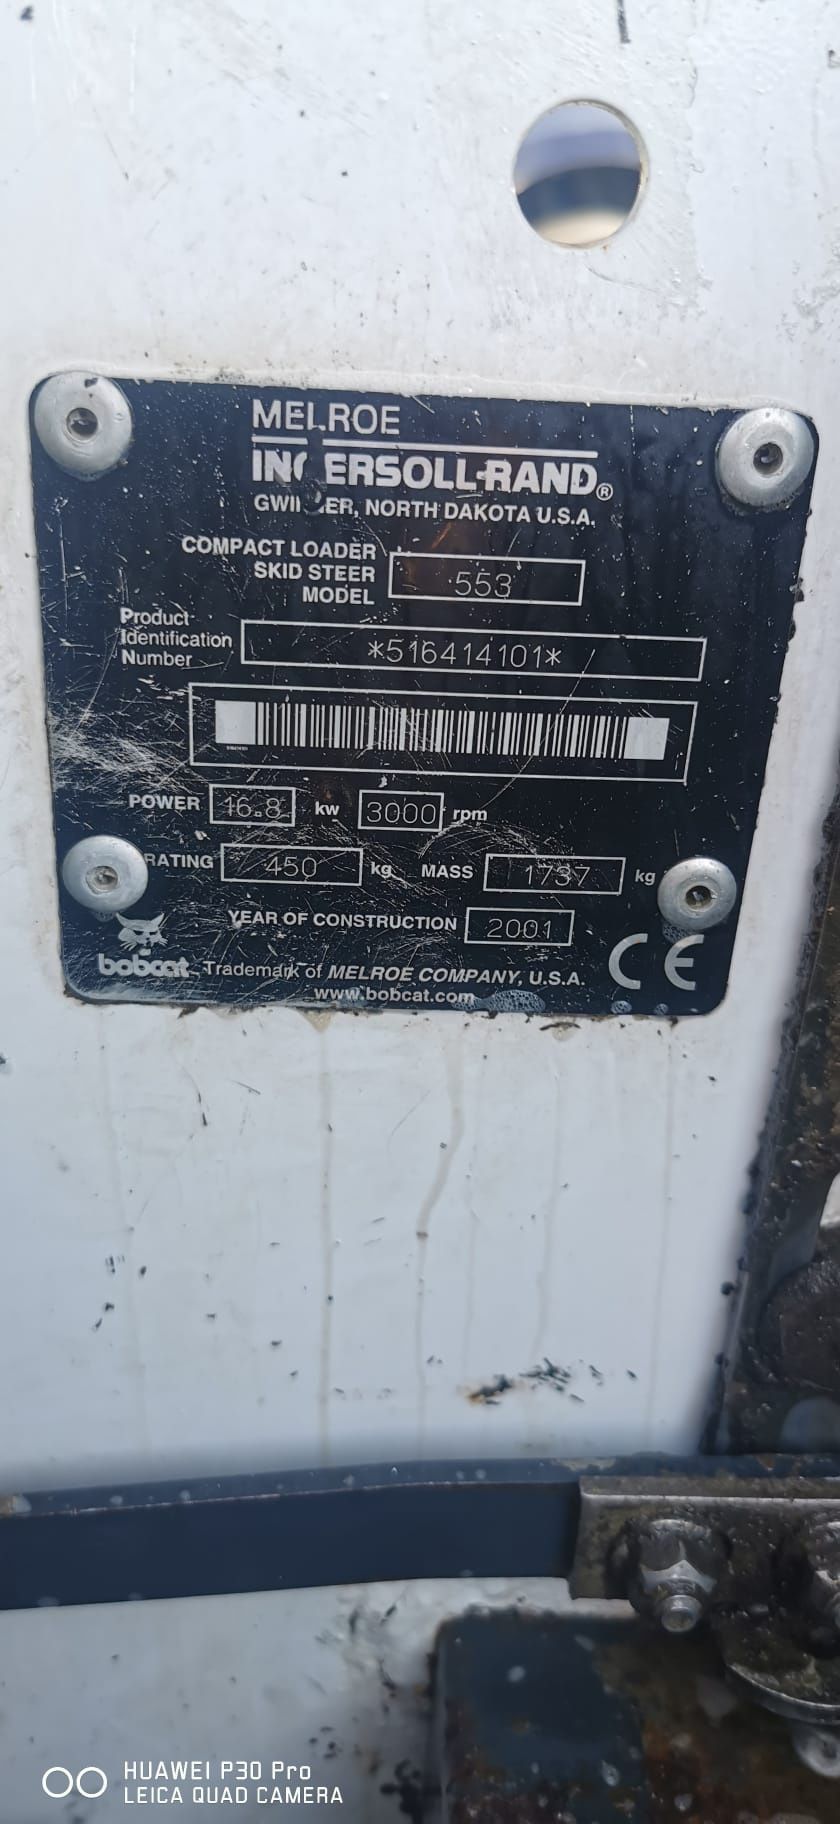 MELROE
INGERSOLL-RAND®
GWINNER, NORTH DAKOTA U.S.A.
COMPACT LOADER
SKID STEER
MODEL 553
Product
Identification
Number *516414101*
POWER 16.8 kw 3000 rpm
RATING 450 kg MASS 1737 kg
YEAR OF CONSTRUCTION 2001
bobcat Trademark of MELROE COMPANY, U.S.A. CE
www.bobcat.com
HUAWEI P30 Pro
LEICA QUAD CAMERA